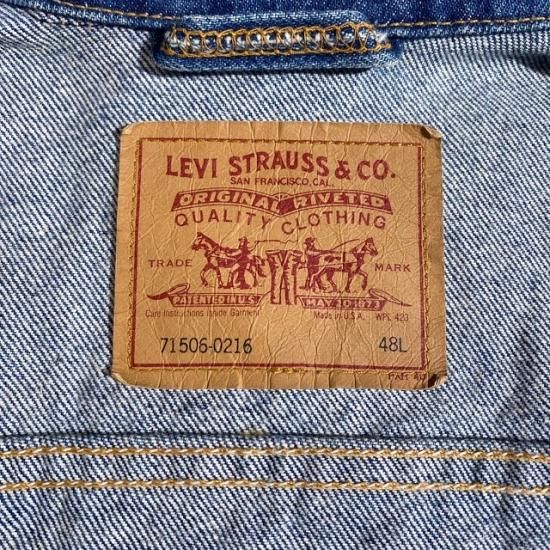 LEVI STRAUSS & CO.
SAN FRANCISCO, CAL.
ORIGINAL RIVETED
QUALITY CLOTHING
TRADE MARK
PATENTED IN U.S. MAY 20 1873
Care Instructions Inside Garment Made in U.S.A. WPL 423
71506-0216 48L